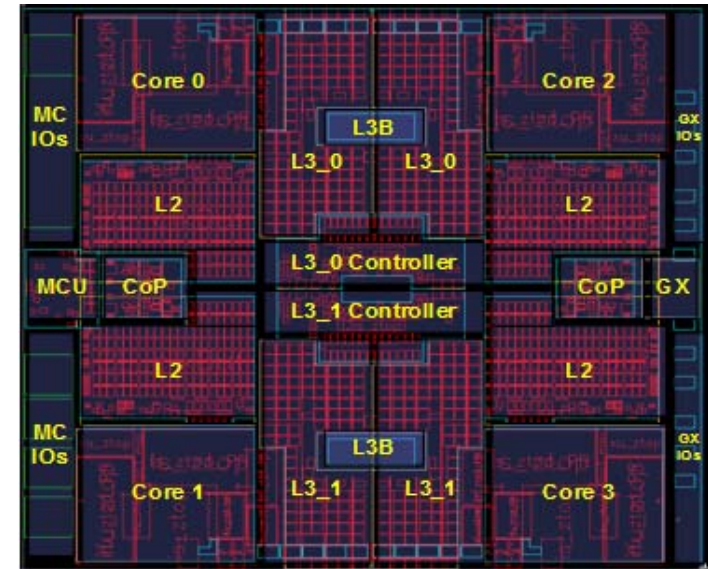 Core 0
Core 2
MC
IOs
L3B
GX
IOs
L3_0
L3_0
L2
L2
L3_0 Controller
MCU
CoP
CoP
GX
L3_1 Controller
L2
L2
MC
IOs
L3B
GX
IOs
Core 1
L3_1
L3_1
Core 3